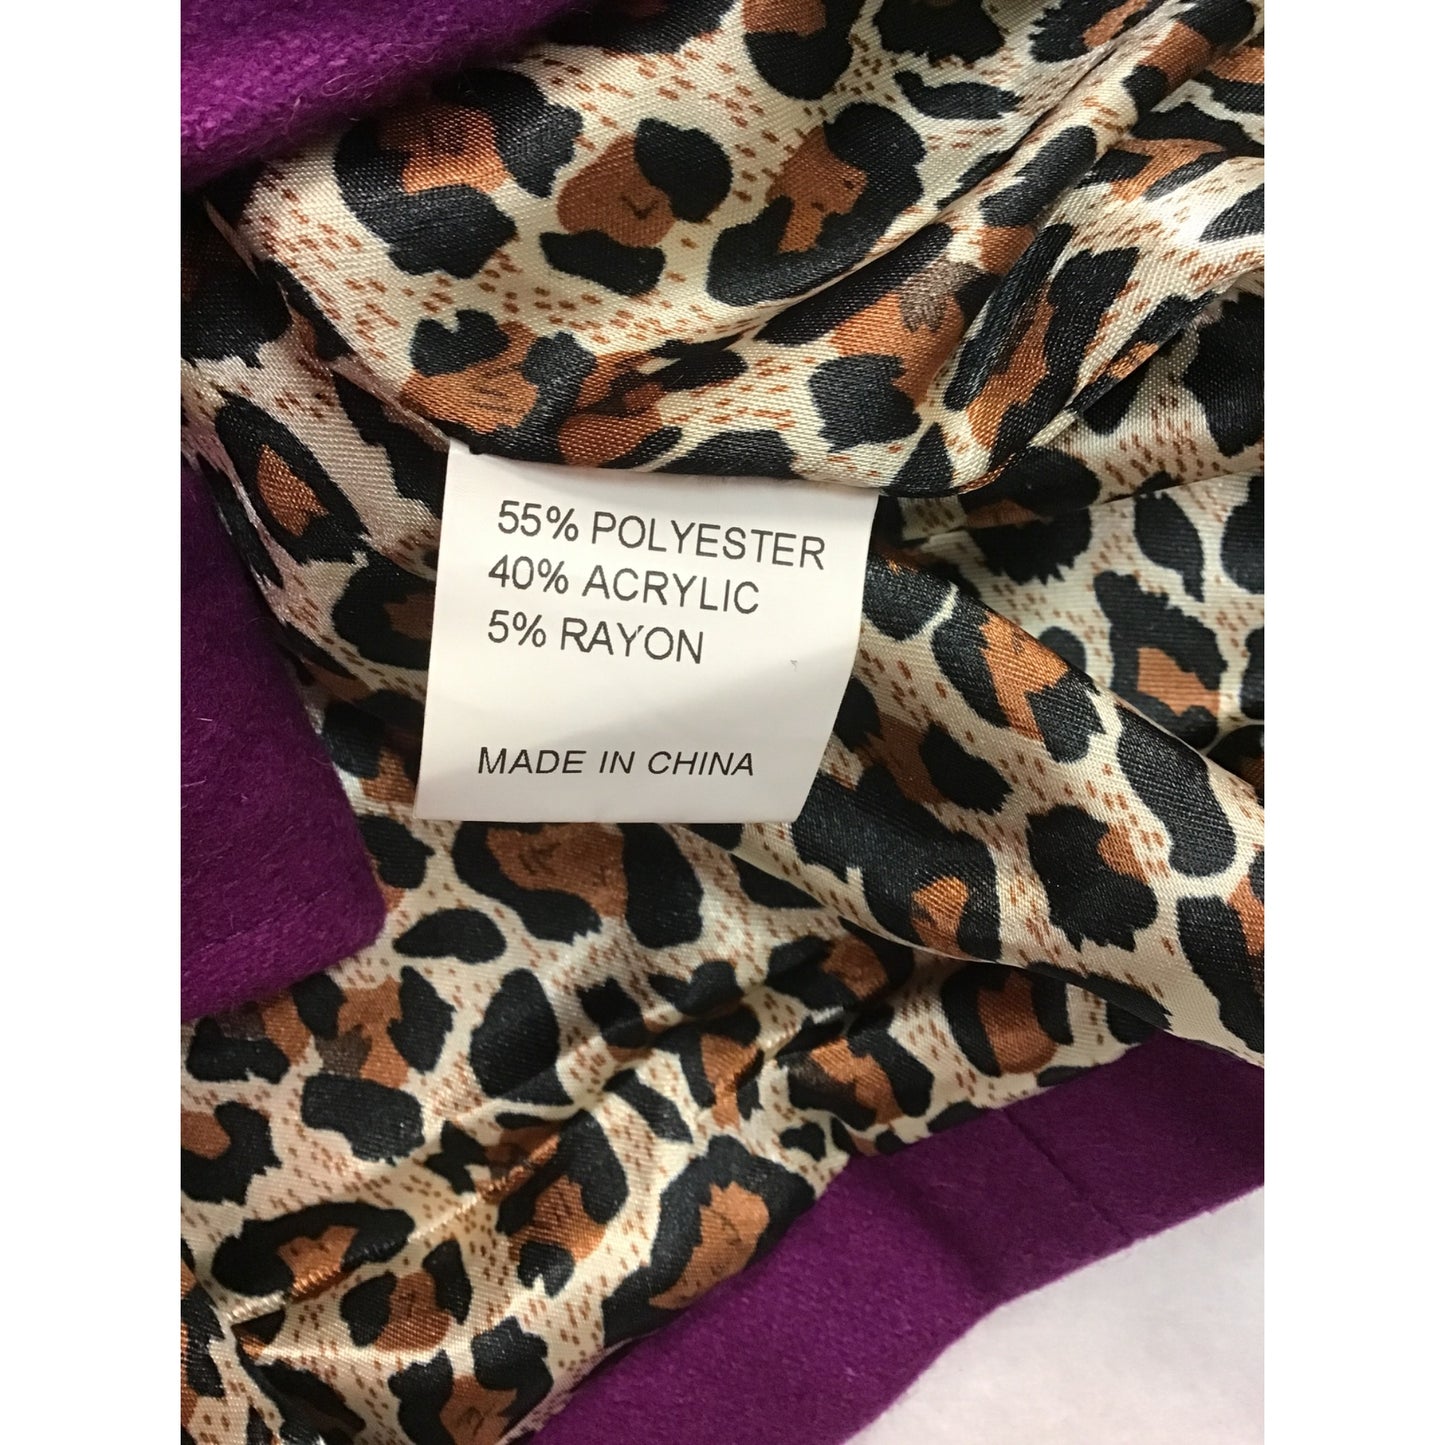 55% POLYESTER
40% ACRYLIC
5% RAYON
MADE IN CHINA